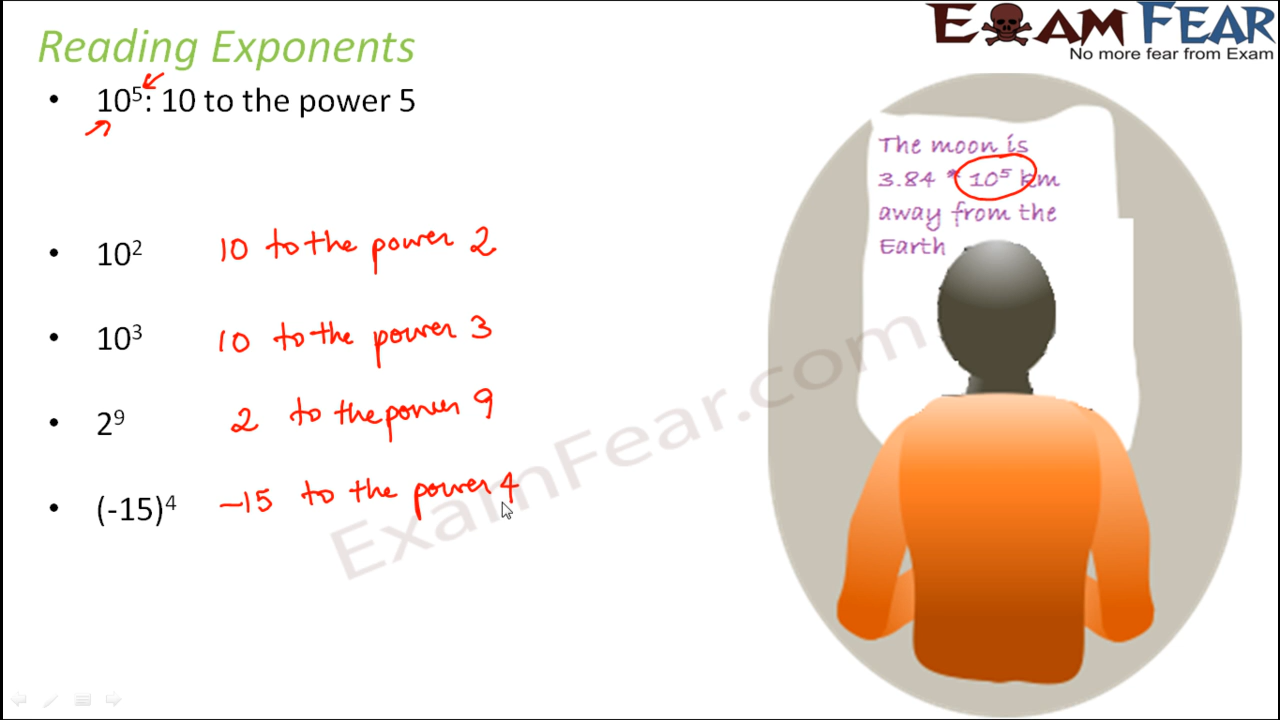 Reading Exponents
EXAM FEAR
No more fear from Exam
• 10⁵: 10 to the power 5
The moon is
3.84 * 10⁵ km
away from the
Earth
• 10² 10 to the power 2
• 10³ 10 to the power 3
• 2⁹ 2 to the power 9
• (-15)⁴ -15 to the power 4
ExamFear.com